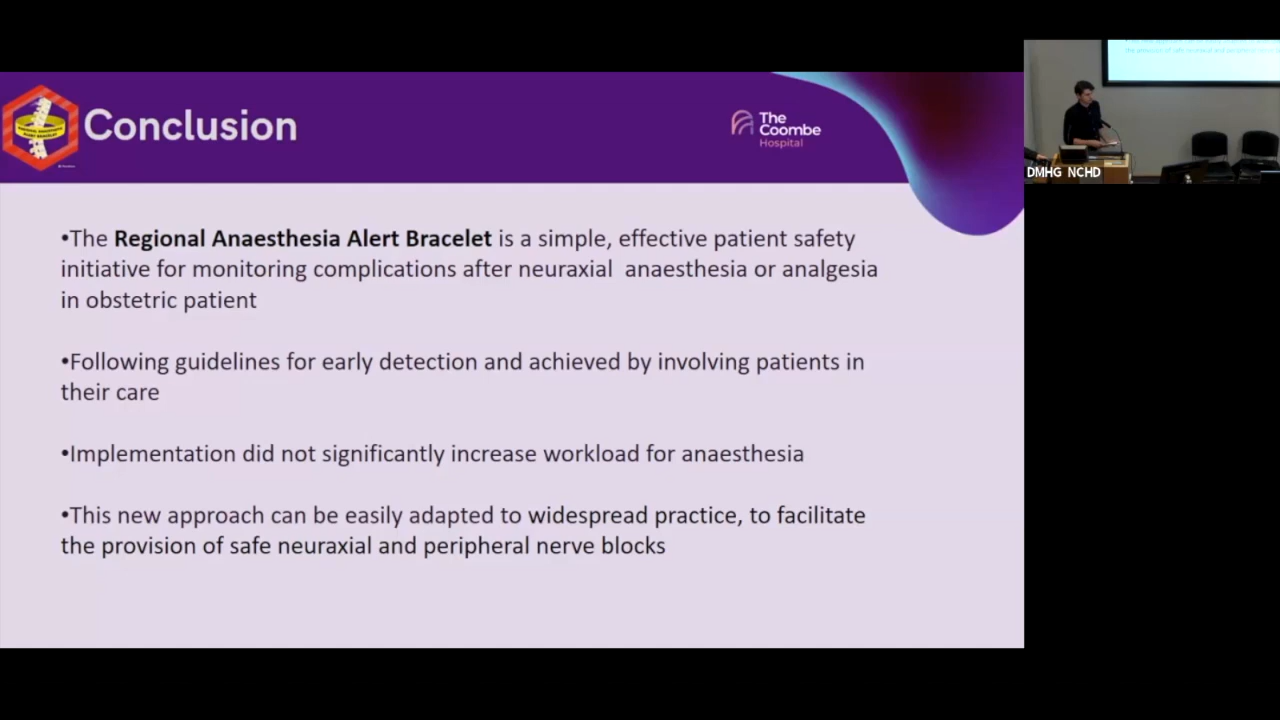 Conclusion
The
Coombe
Hospital
•The Regional Anaesthesia Alert Bracelet is a simple, effective patient safety
initiative for monitoring complications after neuraxial  anaesthesia or analgesia
in obstetric patient
•Following guidelines for early detection and achieved by involving patients in
their care
•Implementation did not significantly increase workload for anaesthesia
•This new approach can be easily adapted to widespread practice, to facilitate
the provision of safe neuraxial and peripheral nerve blocks
DMHG NCHD